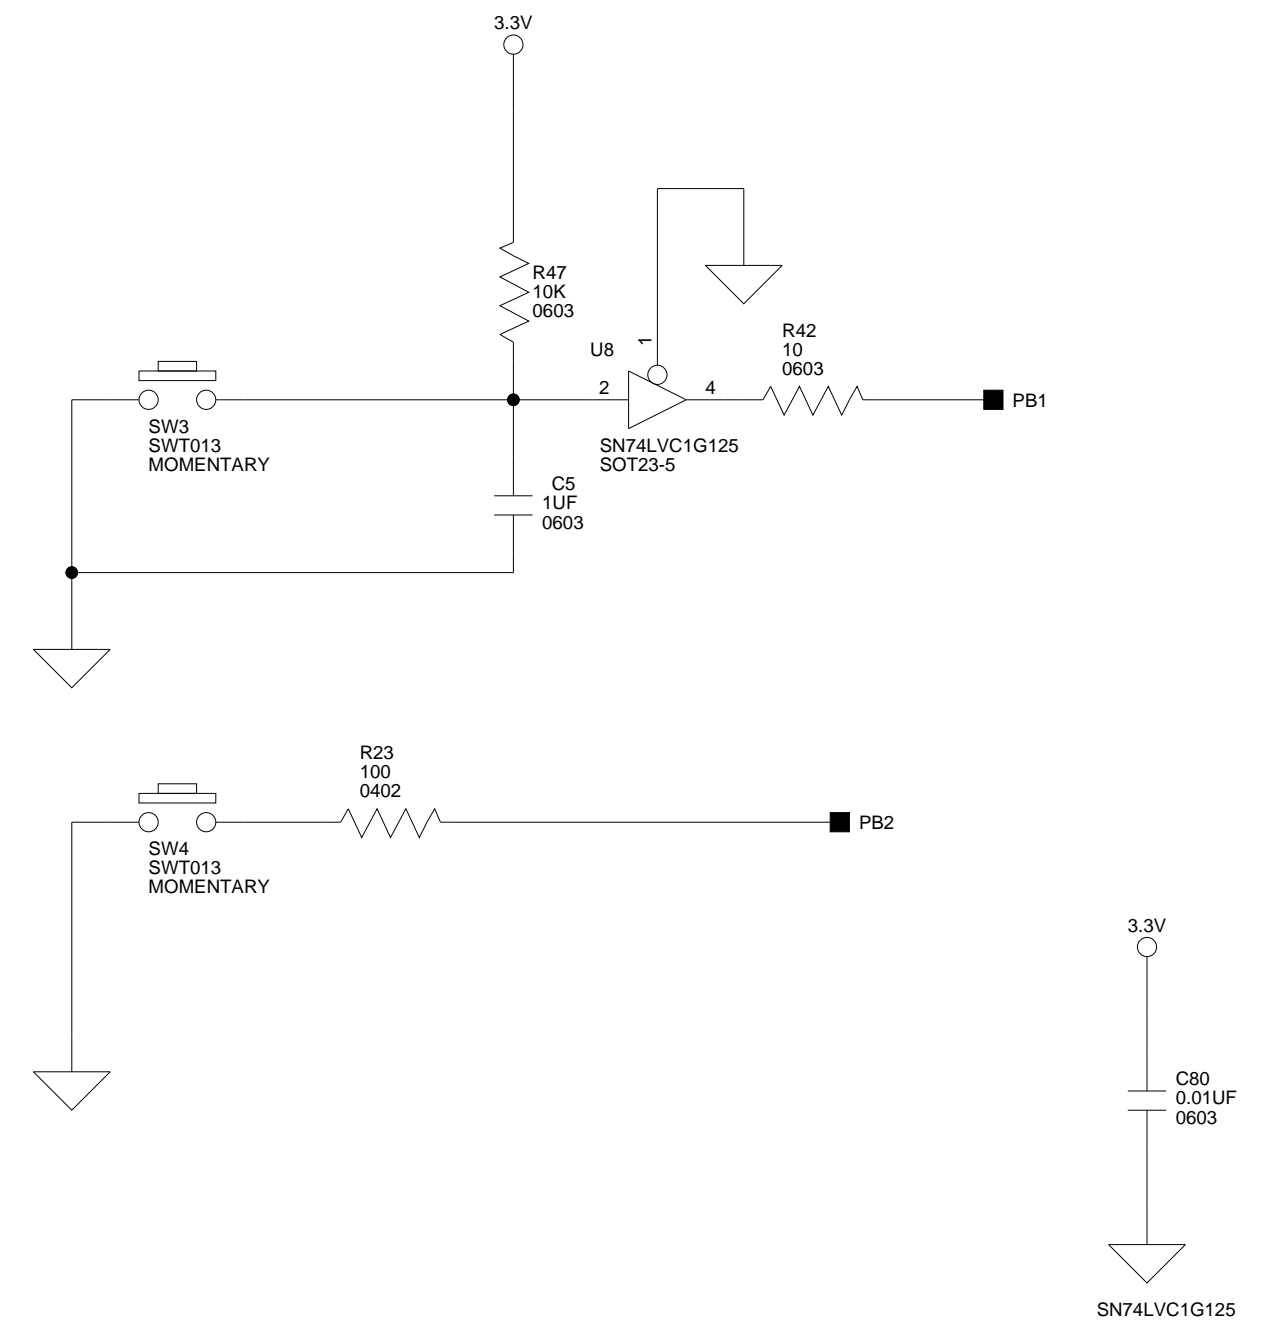 3.3V
R47
10K
0603
R42
10
0603
U8
1
2
4
PB1
SW3
SWT013
MOMENTARY
SN74LVC1G125
SOT23-5
C5
1UF
0603
R23
100
0402
PB2
SW4
SWT013
MOMENTARY
3.3V
C80
0.01UF
0603
SN74LVC1G125